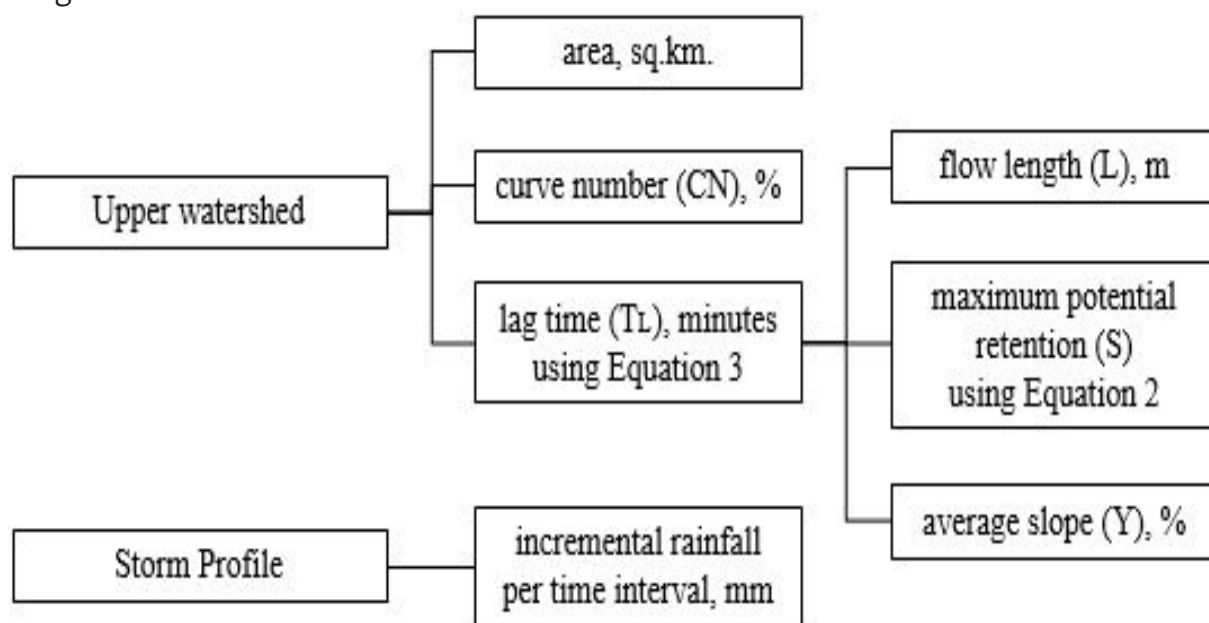 area, sq.km.
Upper watershed
curve number (CN), %
lag time (TL), minutes
using Equation 3
flow length (L), m
maximum potential
retention (S)
using Equation 2
average slope (Y), %
Storm Profile
incremental rainfall
per time interval, mm